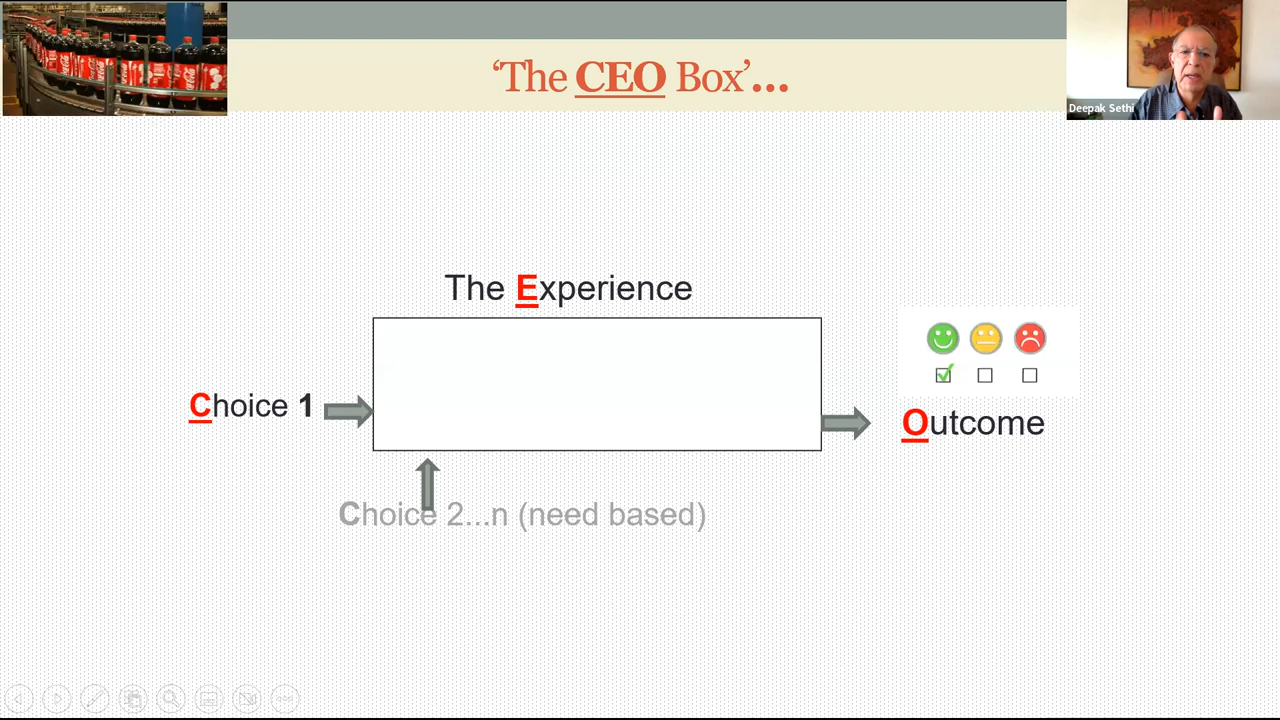 ‘The CEO Box’...
Deepak Sethi
The Experience
Choice 1
Outcome
Choice 2...n (need based)